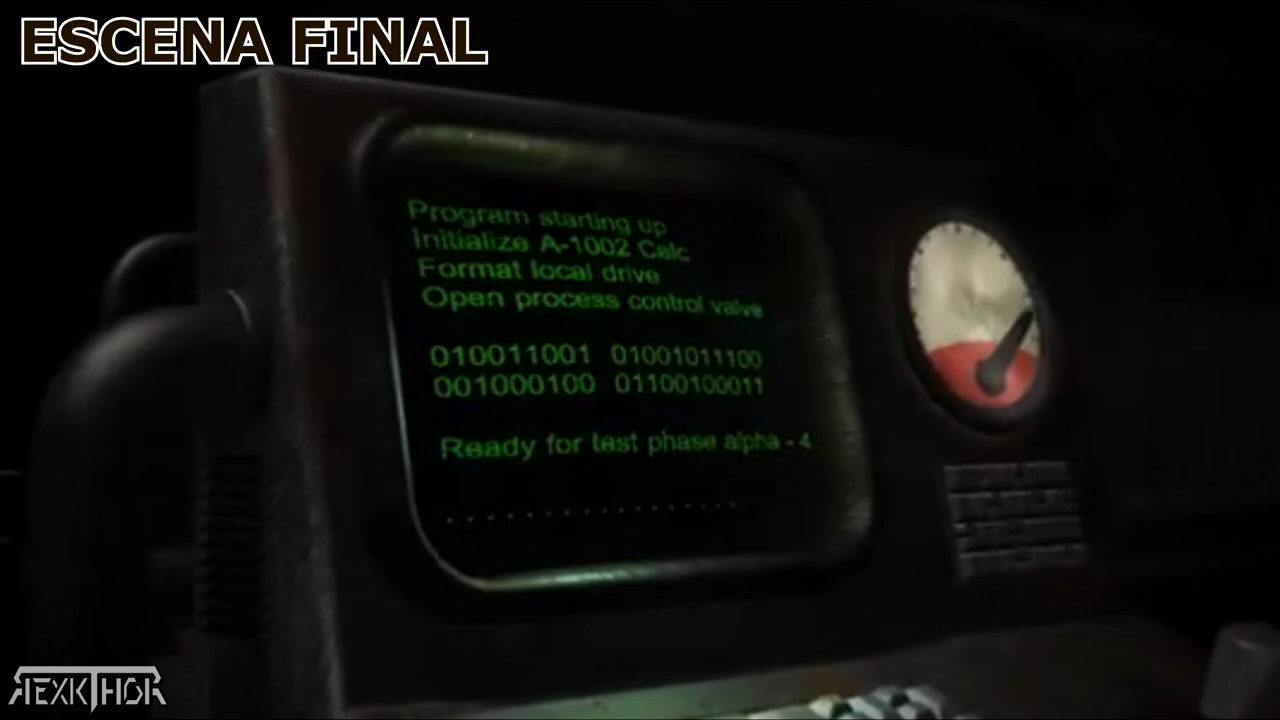 ESCENA FINAL
Program starting up
Initialize A-1002 Calc
Format local drive
Open process control valve
010011001 01001011100
001000100 01100100011
Ready for test phase alpha - 4
..................
REXKTHOR